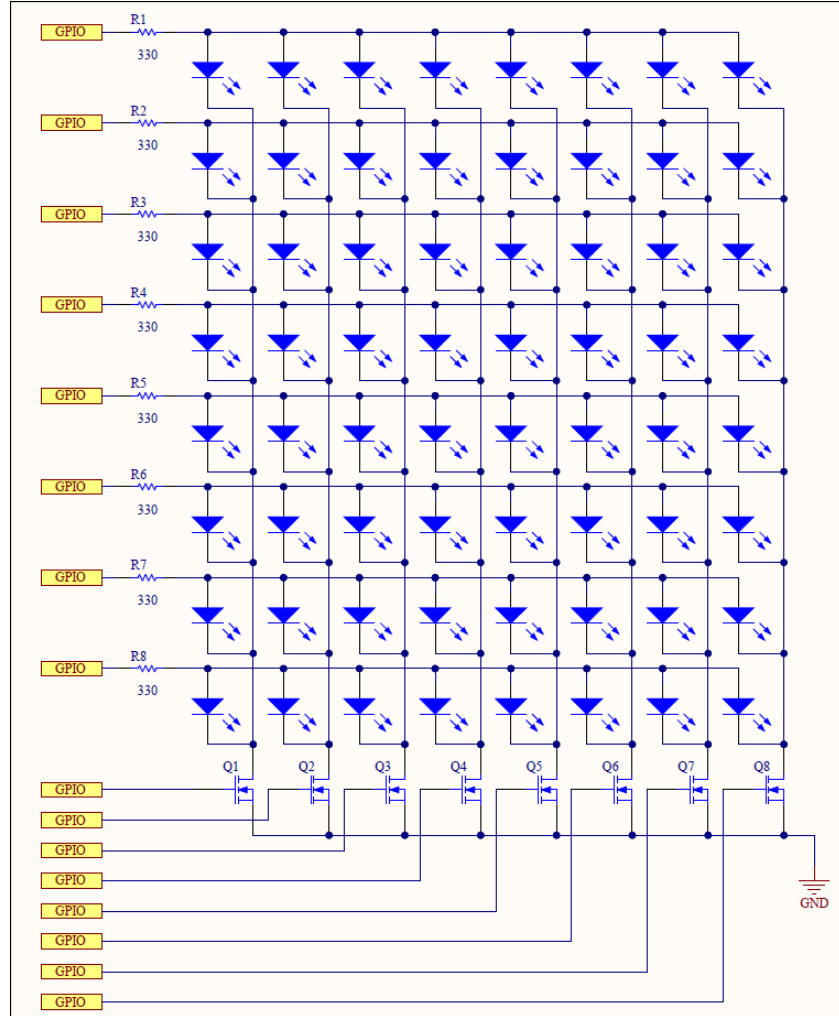 GPIO R1
330
GPIO R2
330
GPIO R3
330
GPIO R4
330
GPIO R5
330
GPIO R6
330
GPIO R7
330
GPIO R8
330
Q1 Q2 Q3 Q4 Q5 Q6 Q7 Q8
GPIO
GPIO
GPIO
GPIO
GPIO
GPIO
GPIO
GPIO
GND